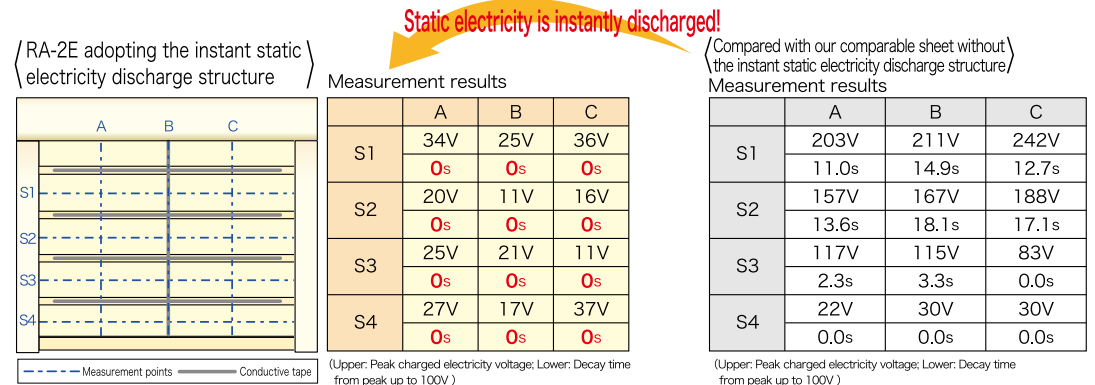 Static electricity is instantly discharged!
RA-2E adopting the instant static
electricity discharge structure
A B C
S1
S2
S3
S4
Measurement points Conductive tape
Measurement results
A B C
S1 34V 25V 36V
0s 0s 0s
S2 20V 11V 16V
0s 0s 0s
S3 25V 21V 11V
0s 0s 0s
S4 27V 17V 37V
0s 0s 0s
(Upper: Peak charged electricity voltage; Lower: Decay time
from peak up to 100V )
Compared with our comparable sheet without
the instant static electricity discharge structure
Measurement results
A B C
S1 203V 211V 242V
11.0s 14.9s 12.7s
S2 157V 167V 188V
13.6s 18.1s 17.1s
S3 117V 115V 83V
2.3s 3.3s 0.0s
S4 22V 30V 30V
0.0s 0.0s 0.0s
(Upper: Peak charged electricity voltage; Lower: Decay time
from peak up to 100V )